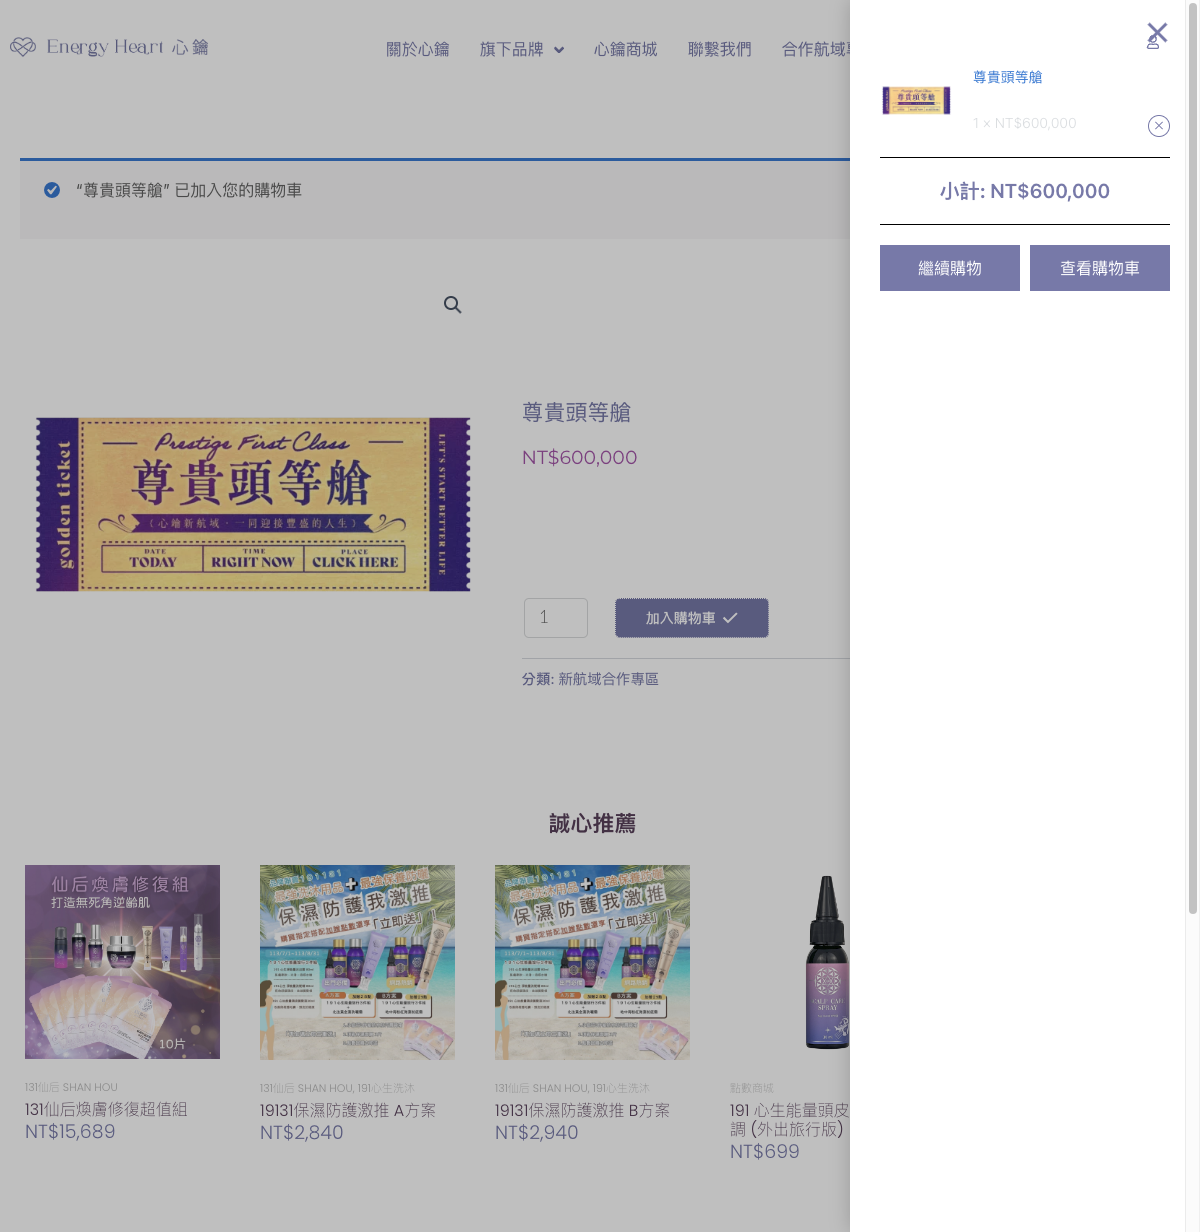 Energy Heart 心鑰
關於心鑰
旗下品牌
心鑰商城
聯繫我們
合作航域
“尊貴頭等艙” 已加入您的購物車
golden ticket
Prestige First Class
尊貴頭等艙
（心鑰新航域．一同迎接豐盛的人生）
DATE
TODAY
TIME
RIGHT NOW
PLACE
CLICK HERE
LET'S START BETTER LIFE
尊貴頭等艙
NT$600,000
1
加入購物車
分類: 新航域合作專區
誠心推薦
仙后煥膚修復組
打造無死角逆齡肌
10片
131仙后 SHAN HOU
131仙后煥膚修復超值組
NT$15,689
保濕防護我激推
「立即送」
131仙后 SHAN HOU, 191心生洗沐
19131保濕防護激推 A方案
NT$2,840
保濕防護我激推
「立即送」
131仙后 SHAN HOU, 191心生洗沐
19131保濕防護激推 B方案
NT$2,940
SPRAY
點數商城
191 心生能量頭皮
調 (外出旅行版)
NT$699
尊貴頭等艙
尊貴頭等艙
1 × NT$600,000
小計: NT$600,000
繼續購物
查看購物車